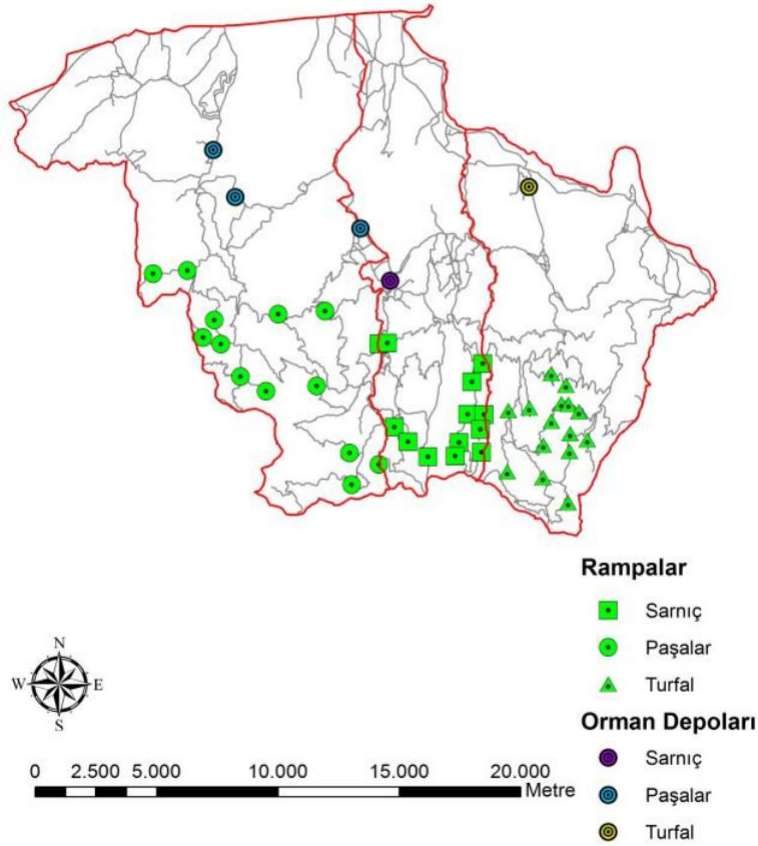 Rampalar
Sarnıç
Paşalar
Turfal
Orman Depoları
Sarnıç
Paşalar
Turfal
N
W E
S
0 2.500 5.000 10.000 15.000 20.000
Metre